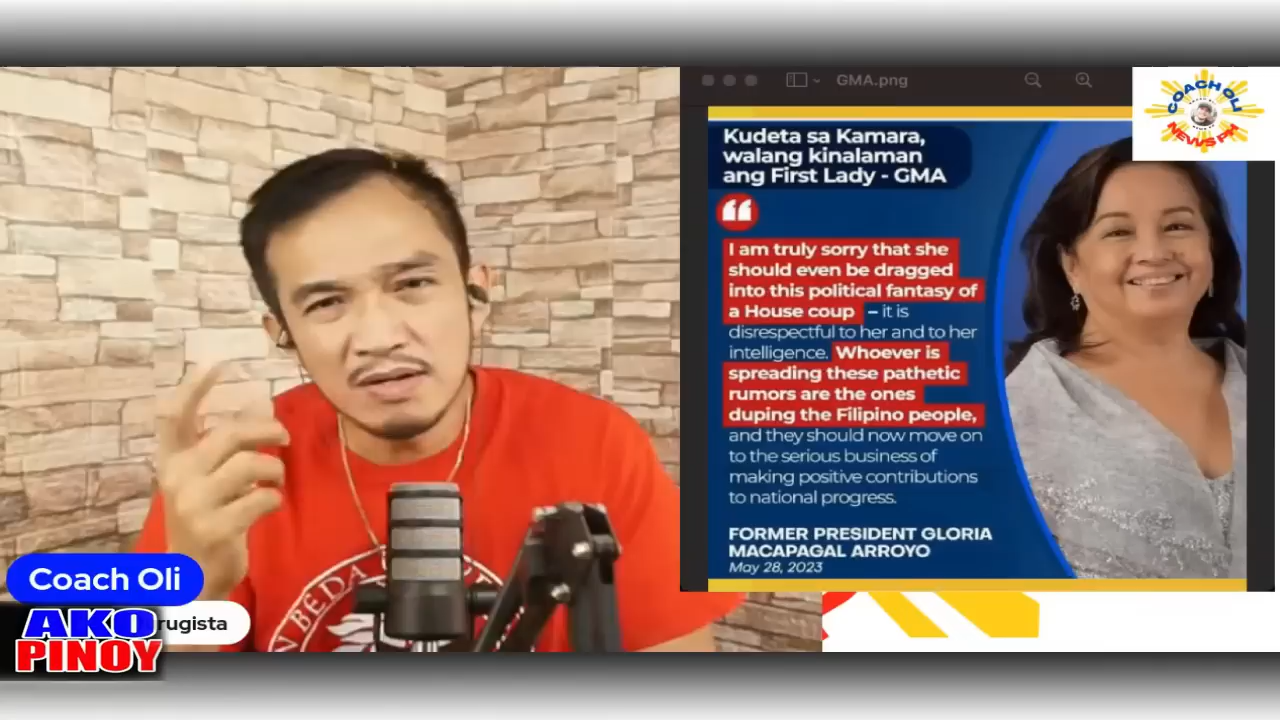 GMA.png
COACH OLI
NEWS PH
Kudeta sa Kamara,
walang kinalaman
ang First Lady - GMA
“
I am truly sorry that she
should even be dragged
into this political fantasy of
a House coup – it is
disrespectful to her and to her
intelligence. Whoever is
spreading these pathetic
rumors are the ones
duping the Filipino people,
and they should now move on
to the serious business of
making positive contributions
to national progress.
FORMER PRESIDENT GLORIA
MACAPAGAL ARROYO
May 28, 2023
BEDA
Coach Oli
AKO
PINOY